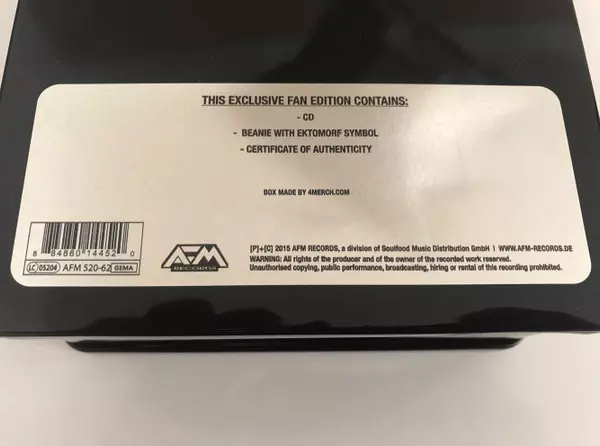 THIS EXCLUSIVE FAN EDITION CONTAINS:
- CD
- BEANIE WITH EKTOMORF SYMBOL
- CERTIFICATE OF AUTHENTICITY
BOX MADE BY 4MERCH.COM
8 84860 14452 0
LC 05204 AFM 520-62 GEMA
AFM
RECORDS
[P]+[C] 2015 AFM RECORDS, a division of Soulfood Music Distribution GmbH I WWW.AFM-RECORDS.DE
WARNING: All rights of the producer and of the owner of the recorded work reserved.
Unauthorised copying, public performance, broadcasting, hiring or rental of this recording prohibited.